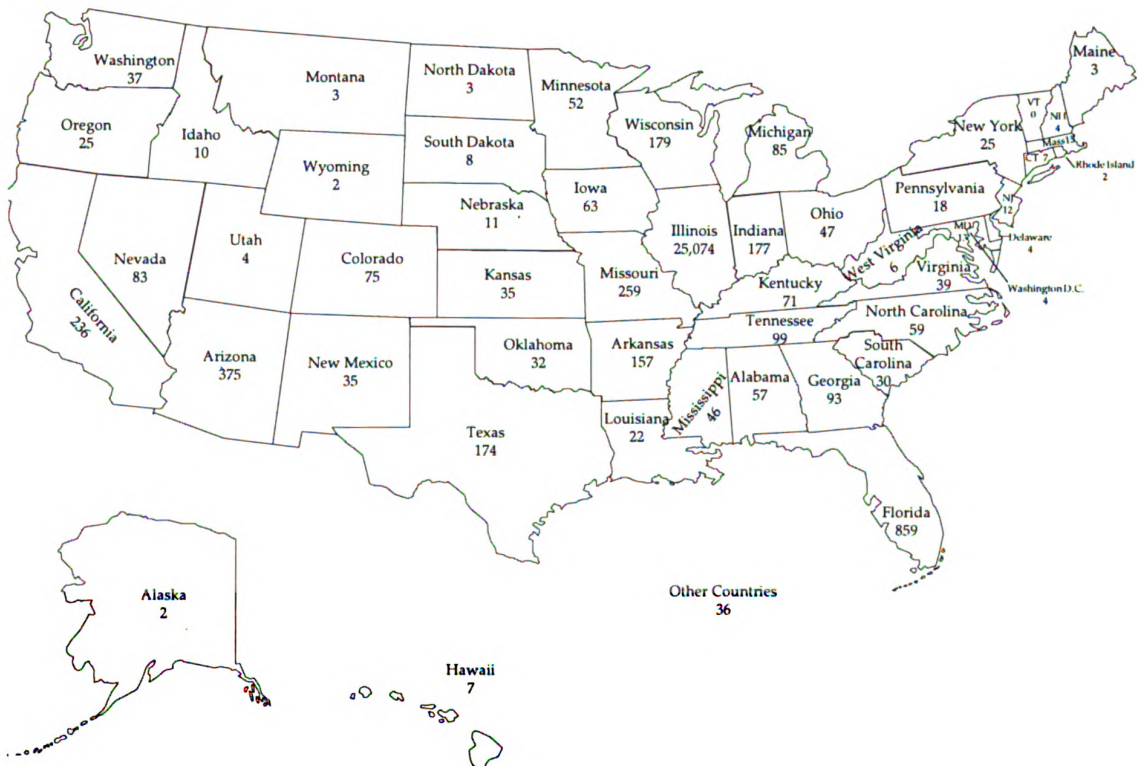 Washington
37
Oregon
25
Idaho
10
Montana
3
Wyoming
2
North Dakota
3
South Dakota
8
Nebraska
11
Minnesota
52
Wisconsin
179
Iowa
63
Michigan
85
Illinois
25,074
Indiana
177
Ohio
47
Pennsylvania
18
New York
25
VT
0
NH
4
Maine
3
Mass 
CT 7
Rhode Island
2
NJ
12
MD
13
Delaware
4
Washington D.C.
4
West Virginia
6
Virginia
39
Kentucky
71
Tennessee
99
North Carolina
59
South
Carolina
30
Georgia
93
Alabama
57
Mississippi
46
Louisiana
22
Arkansas
157
Missouri
259
Kansas
35
Oklahoma
32
Texas
174
Colorado
75
New Mexico
35
Utah
4
Arizona
375
Nevada
83
California
236
Florida
859
Alaska
2
Hawaii
7
Other Countries
36